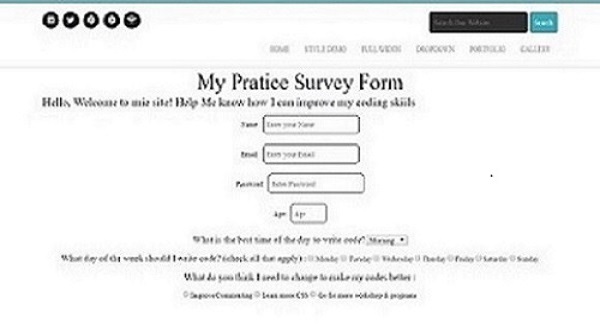 Search Our Website Search
HOME STYLE DEMO FULL WIDTH DROPDOWN PORTFOLIO GALLERY
My Pratice Survey Form
Hello, Welcome to mie site! Help Me know how I can improve my coding skiils
Name Enter your Name
Email Enter your Email
Password Enter Password
Age Age
What is the best time of the day to write code? Morning
What day of the week should I write code? (check all that apply) : Monday Tuesday Wednesday Thursday Friday Saturday Sunday
What do you think I need to change to make my codes better :
Improve Commenting Learn more CSS Go for more workshop & programs